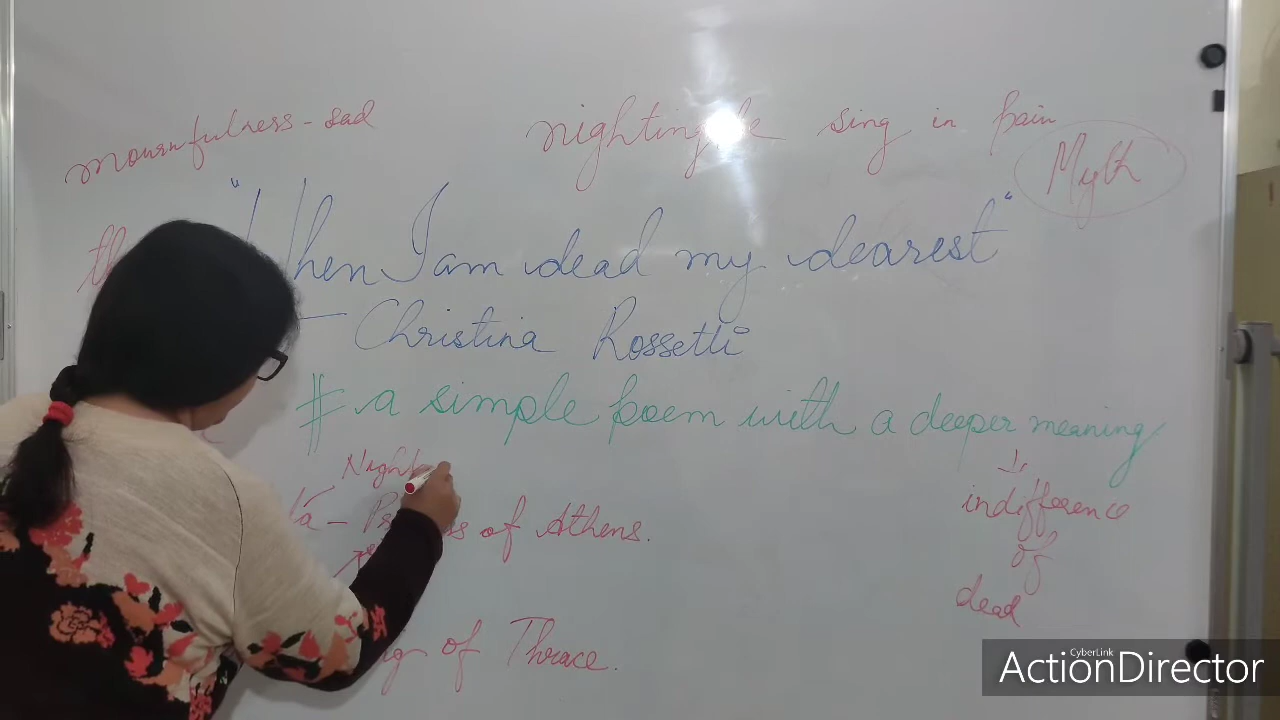 mournfulness - sad
nightingale sing in pain
Myth
"When I am dead my dearest"
- Christina Rossetti
# a simple poem with a deeper meaning
indifference
of
dead
of Athens.
of Thrace.
CyberLink
ActionDirector